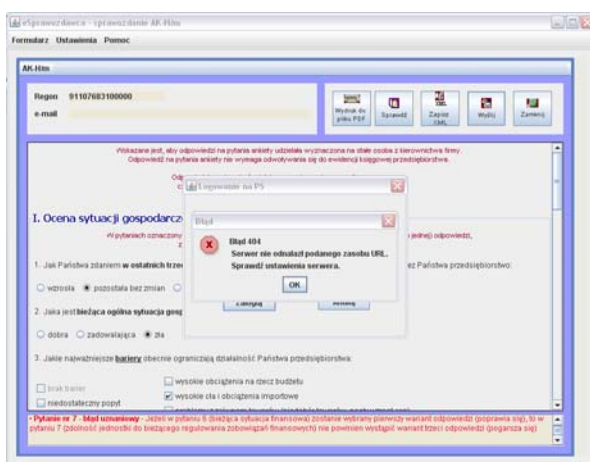 eSprawozdawca - sprawozdanie AK-H/m
Formularz Ustawienia Pomoc
AK-H/m
Regon 91107683100000
e-mail
Wydruk do pliku PDF
Sprawdź
Zapisz XML
Wyślij
Zamknij
Wskazane jest, aby odpowiedzi na pytania ankiety udzielała wyznaczona na stałe osoba z kierownictwa firmy.
Odpowiedź na pytania ankiety nie wymaga odwoływania się do ewidencji księgowej przedsiębiorstwa.
Logowanie na PS
I. Ocena sytuacji gospodarcz
W pytaniach oznaczony
jednej) odpowiedzi,
Błąd
Błąd 404
Serwer nie odnalazł podanego zasobu URL.
Sprawdź ustawienia serwera.
OK
Zaloguj
Anuluj
1. Jak Państwa zdaniem w ostatnich trzec
ez Państwa przedsiębiorstwo:
wzrosła pozostała bez zmian
2. Jaka jest bieżąca ogólna sytuacja gosp
dobra zadowalająca zła
3. Jakie najważniejsze bariery obecnie ograniczają działalność Państwa przedsiębiorstwa:
brak barier
wysokie obciążenia na rzecz budżetu
niedostateczny popyt
wysokie cła i obciążenia importowe
- Pytanie nr 7 - błąd uznaniowy - Jeżeli w pytaniu 6 (bieżąca sytuacja finansowa) zostanie wybrany pierwszy wariant odpowiedzi (poprawia się), to w
pytaniu 7 (zdolność jednostki do bieżącego regulowania zobowiązań finansowych) nie powinien wystąpić wariant trzeci odpowiedzi (pogarsza się)